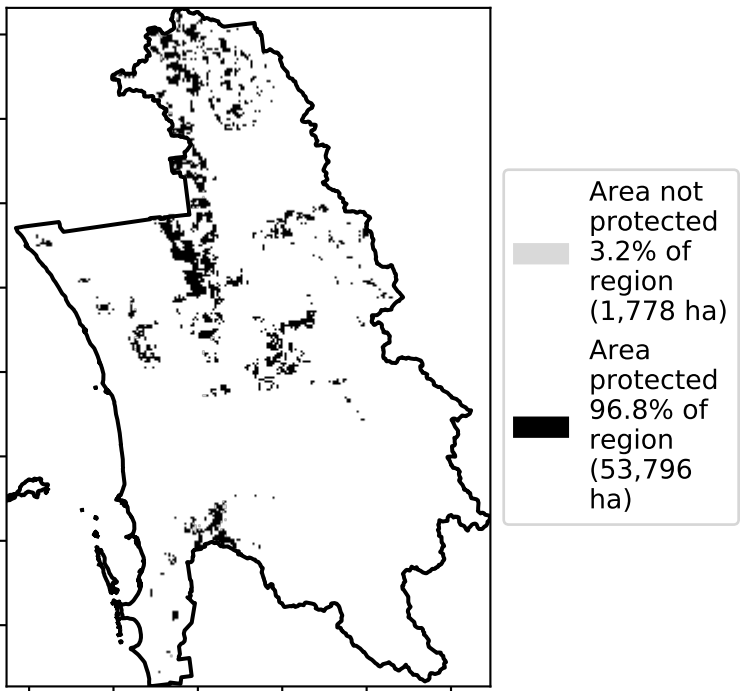 Area not
protected
3.2% of
region
(1,778 ha)
Area
protected
96.8% of
region
(53,796
ha)